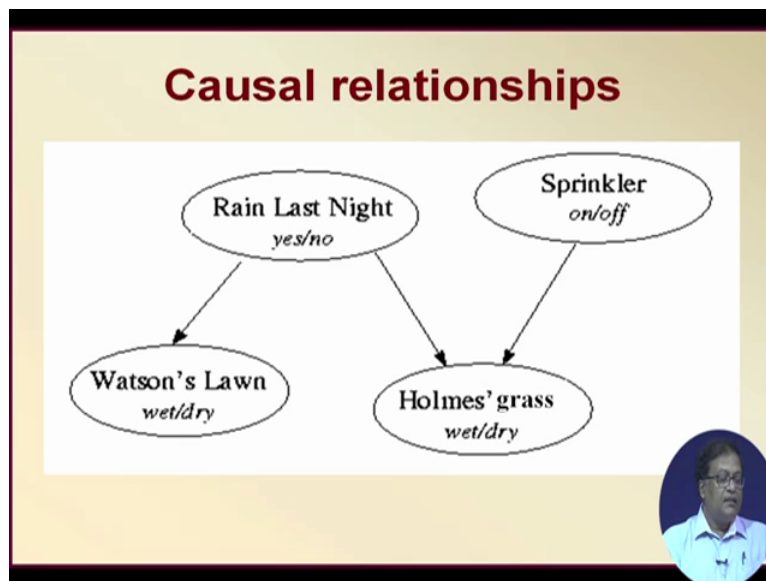 Causal relationships
Rain Last Night
yes/no
Sprinkler
on/off
Watson's Lawn
wet/dry
Holmes' grass
wet/dry